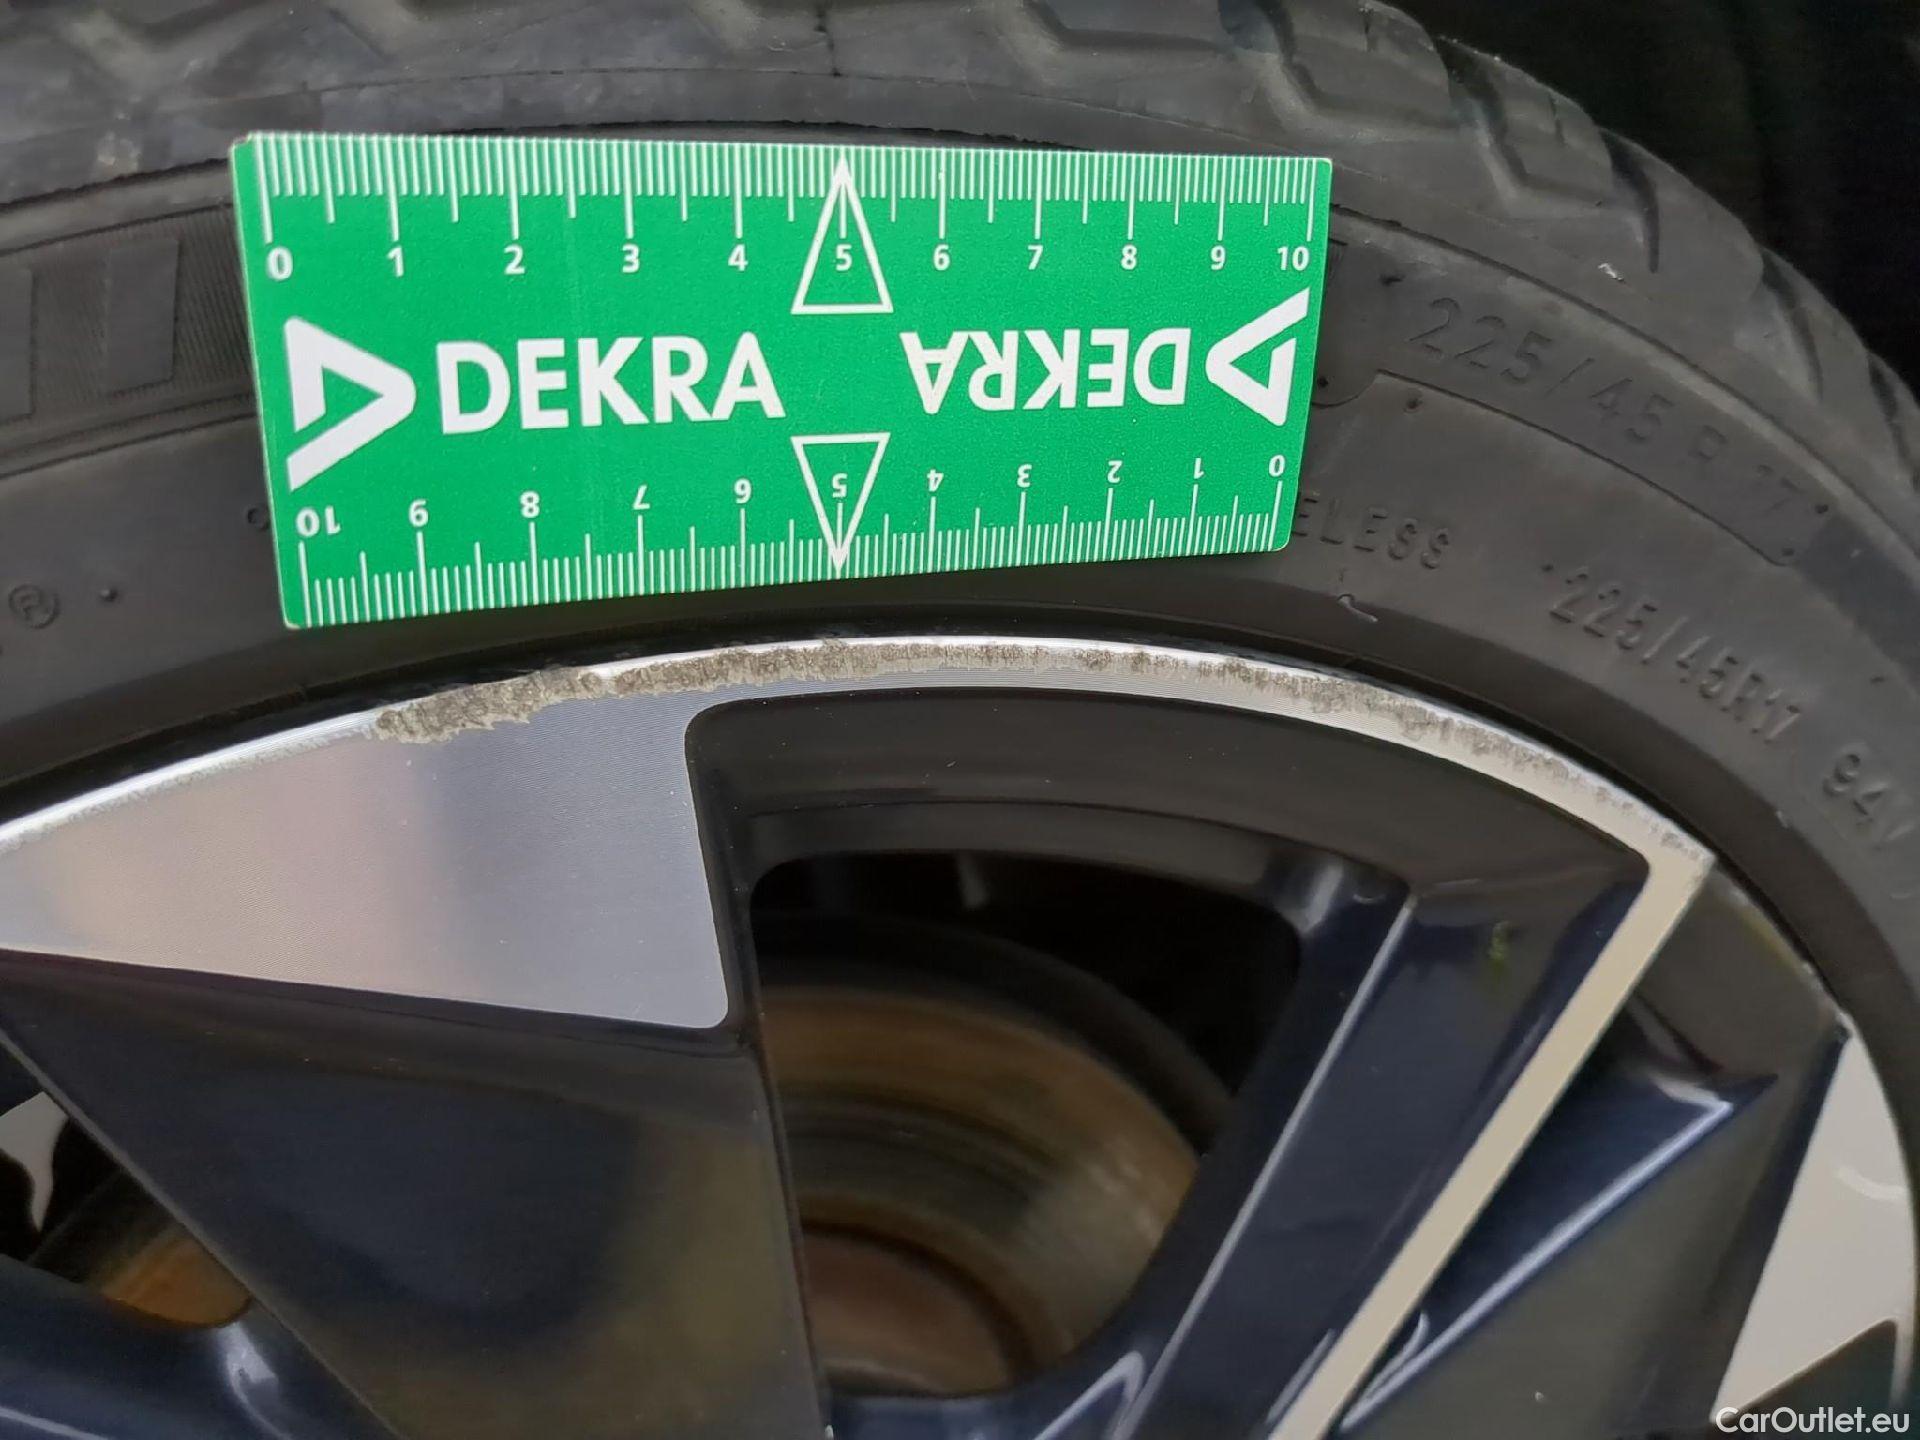 0 1 2 3 4 5 6 7 8 9 10
DEKRA DEKRA
10 9 8 7 6 5 4 3 2 1 0
225/45 R 17
ELESS 225/45R17 94V
®
CarOutlet.eu